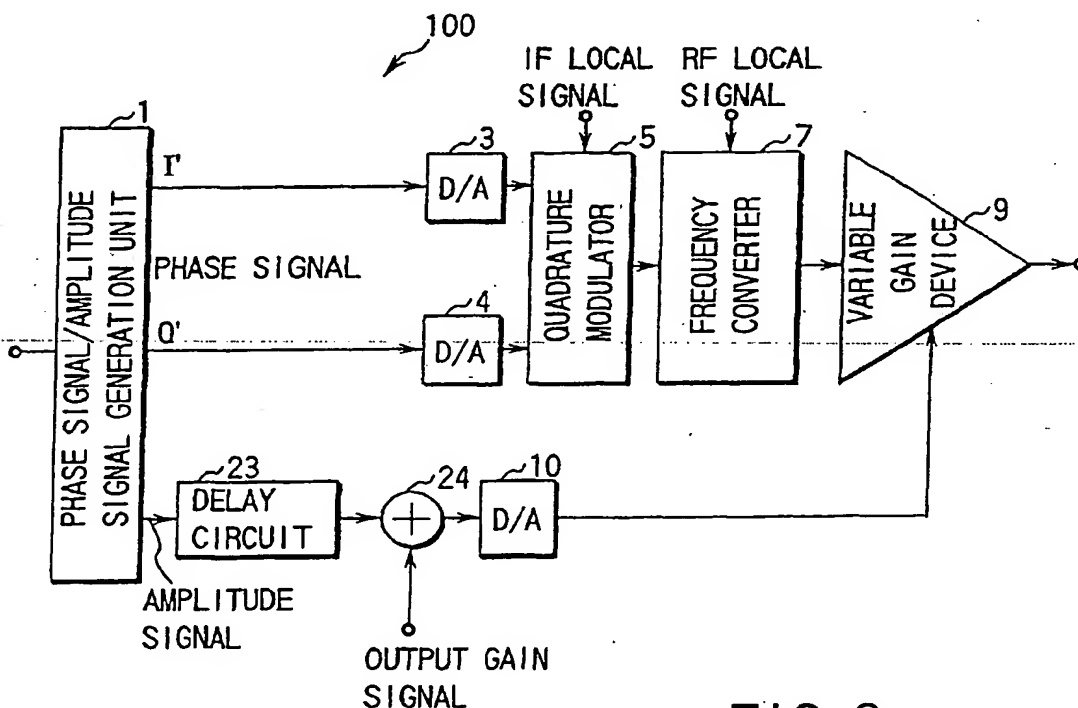 100
IF LOCAL
SIGNAL
RF LOCAL
SIGNAL
1
3
5
7
9
I'
D/A
PHASE SIGNAL/AMPLITUDE
SIGNAL GENERATION UNIT
PHASE SIGNAL
QUADRATURE
MODULATOR
FREQUENCY
CONVERTER
VARIABLE
GAIN
DEVICE
Q'
4
D/A
23
DELAY
CIRCUIT
24
+
10
D/A
AMPLITUDE
SIGNAL
OUTPUT GAIN
SIGNAL